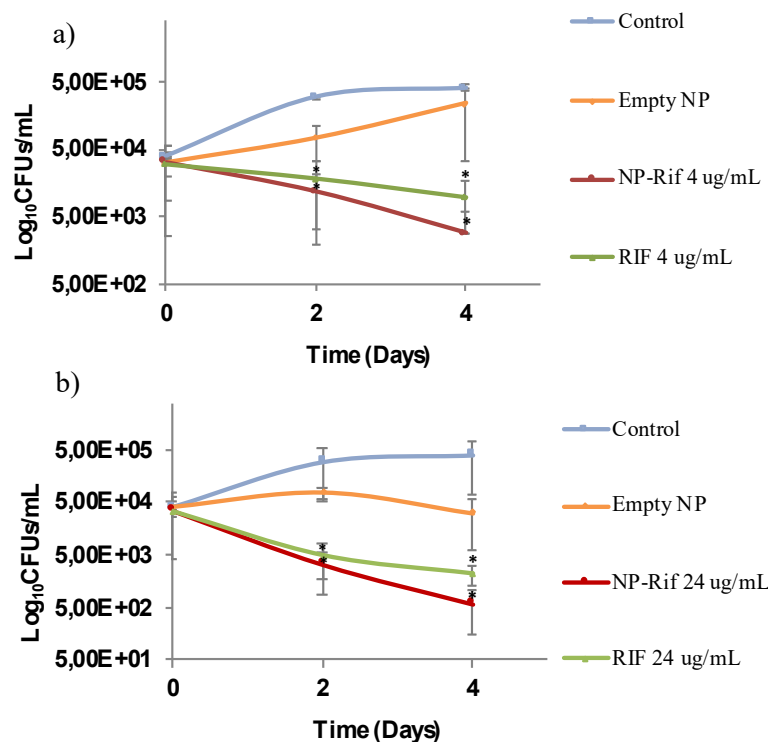 a)
Log10CFUs/mL
5,00E+05
5,00E+04
5,00E+03
5,00E+02
0
2
4
Time (Days)
*
*
*
*
Control
Empty NP
NP-Rif 4 ug/mL
RIF 4 ug/mL
b)
Log10CFUs/mL
5,00E+05
5,00E+04
5,00E+03
5,00E+02
5,00E+01
0
2
4
Time (Days)
*
*
*
*
Control
Empty NP
NP-Rif 24 ug/mL
RIF 24 ug/mL